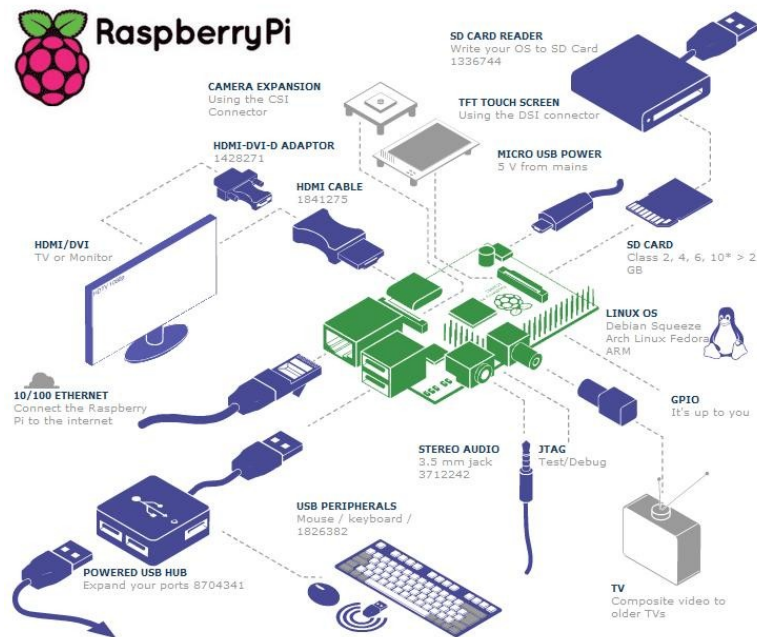 RaspberryPi
SD CARD READER
Write your OS to SD Card
1336744
CAMERA EXPANSION
Using the CSI
Connector
TFT TOUCH SCREEN
Using the DSI connector
HDMI-DVI-D ADAPTOR
1428271
MICRO USB POWER
5 V from mains
HDMI CABLE
1841275
HDMI/DVI
TV or Monitor
SD CARD
Class 2, 4, 6, 10* > 2
GB
LINUX OS
Debian Squeeze
Arch Linux Fedora
ARM
10/100 ETHERNET
Connect the Raspberry
Pi to the internet
GPIO
It's up to you
STEREO AUDIO
3.5 mm jack
3712242
JTAG
Test/Debug
USB PERIPHERALS
Mouse / keyboard /
1826382
POWERED USB HUB
Expand your ports 8704341
TV
Composite video to
older TVs